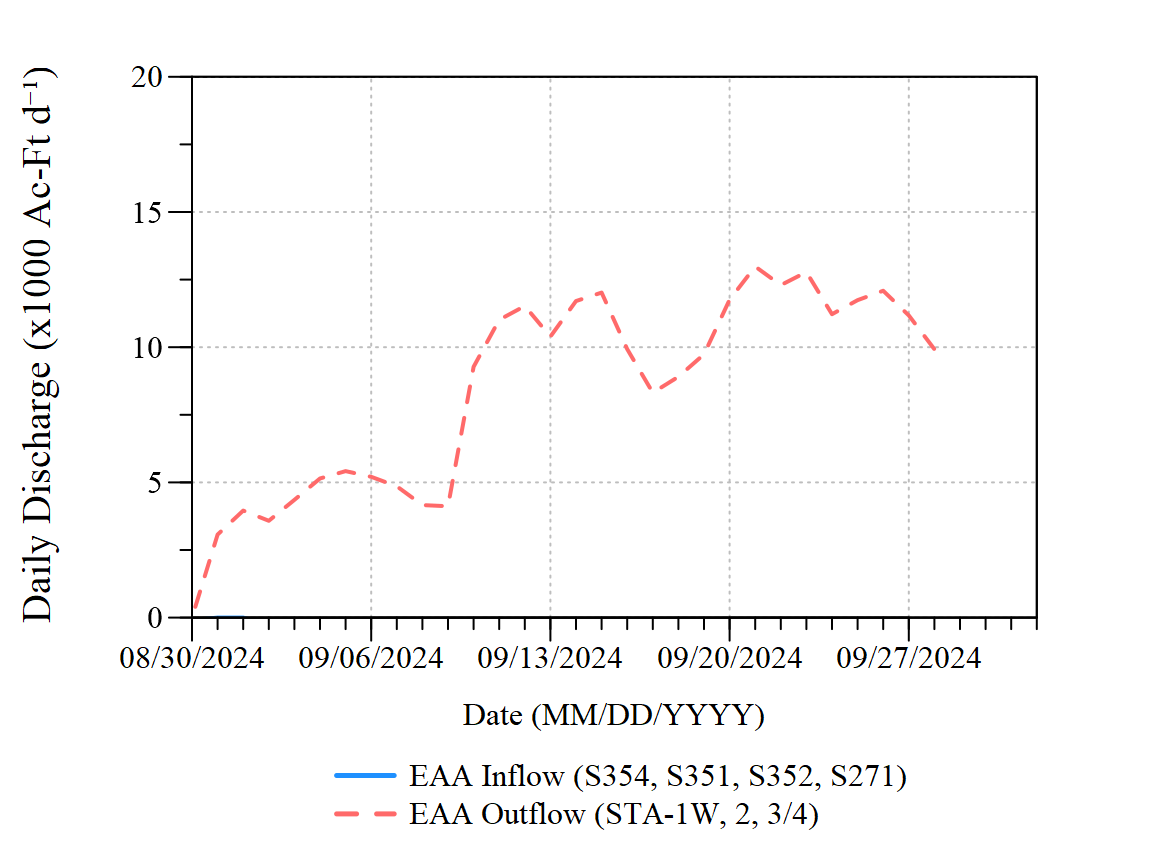 Daily Discharge (x1000 Ac-Ft d⁻¹)
20
15
10
5
0
08/30/2024 09/06/2024 09/13/2024 09/20/2024 09/27/2024
Date (MM/DD/YYYY)
EAA Inflow (S354, S351, S352, S271)
EAA Outflow (STA-1W, 2, 3/4)